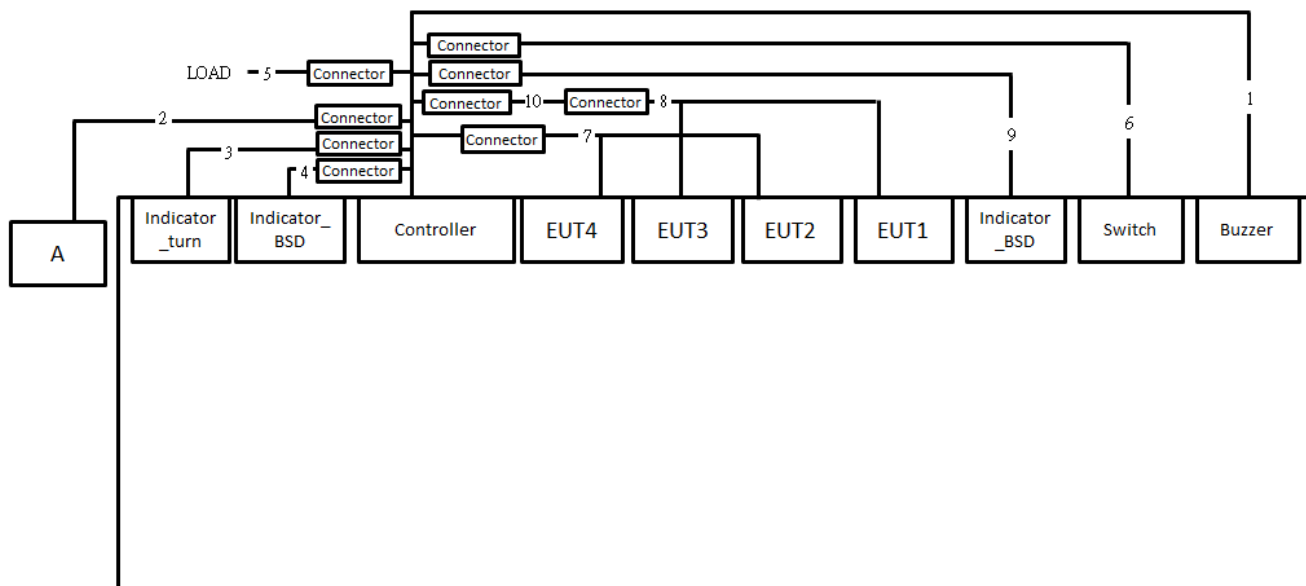 Connector
LOAD 5 Connector Connector
Connector 10 Connector 8 1
2 Connector
6
3 Connector Connector 7 9
4 Connector
Indicator
_turn
Indicator_
BSD
Controller
EUT4
EUT3
EUT2
EUT1
Indicator
_BSD
Switch
Buzzer
A